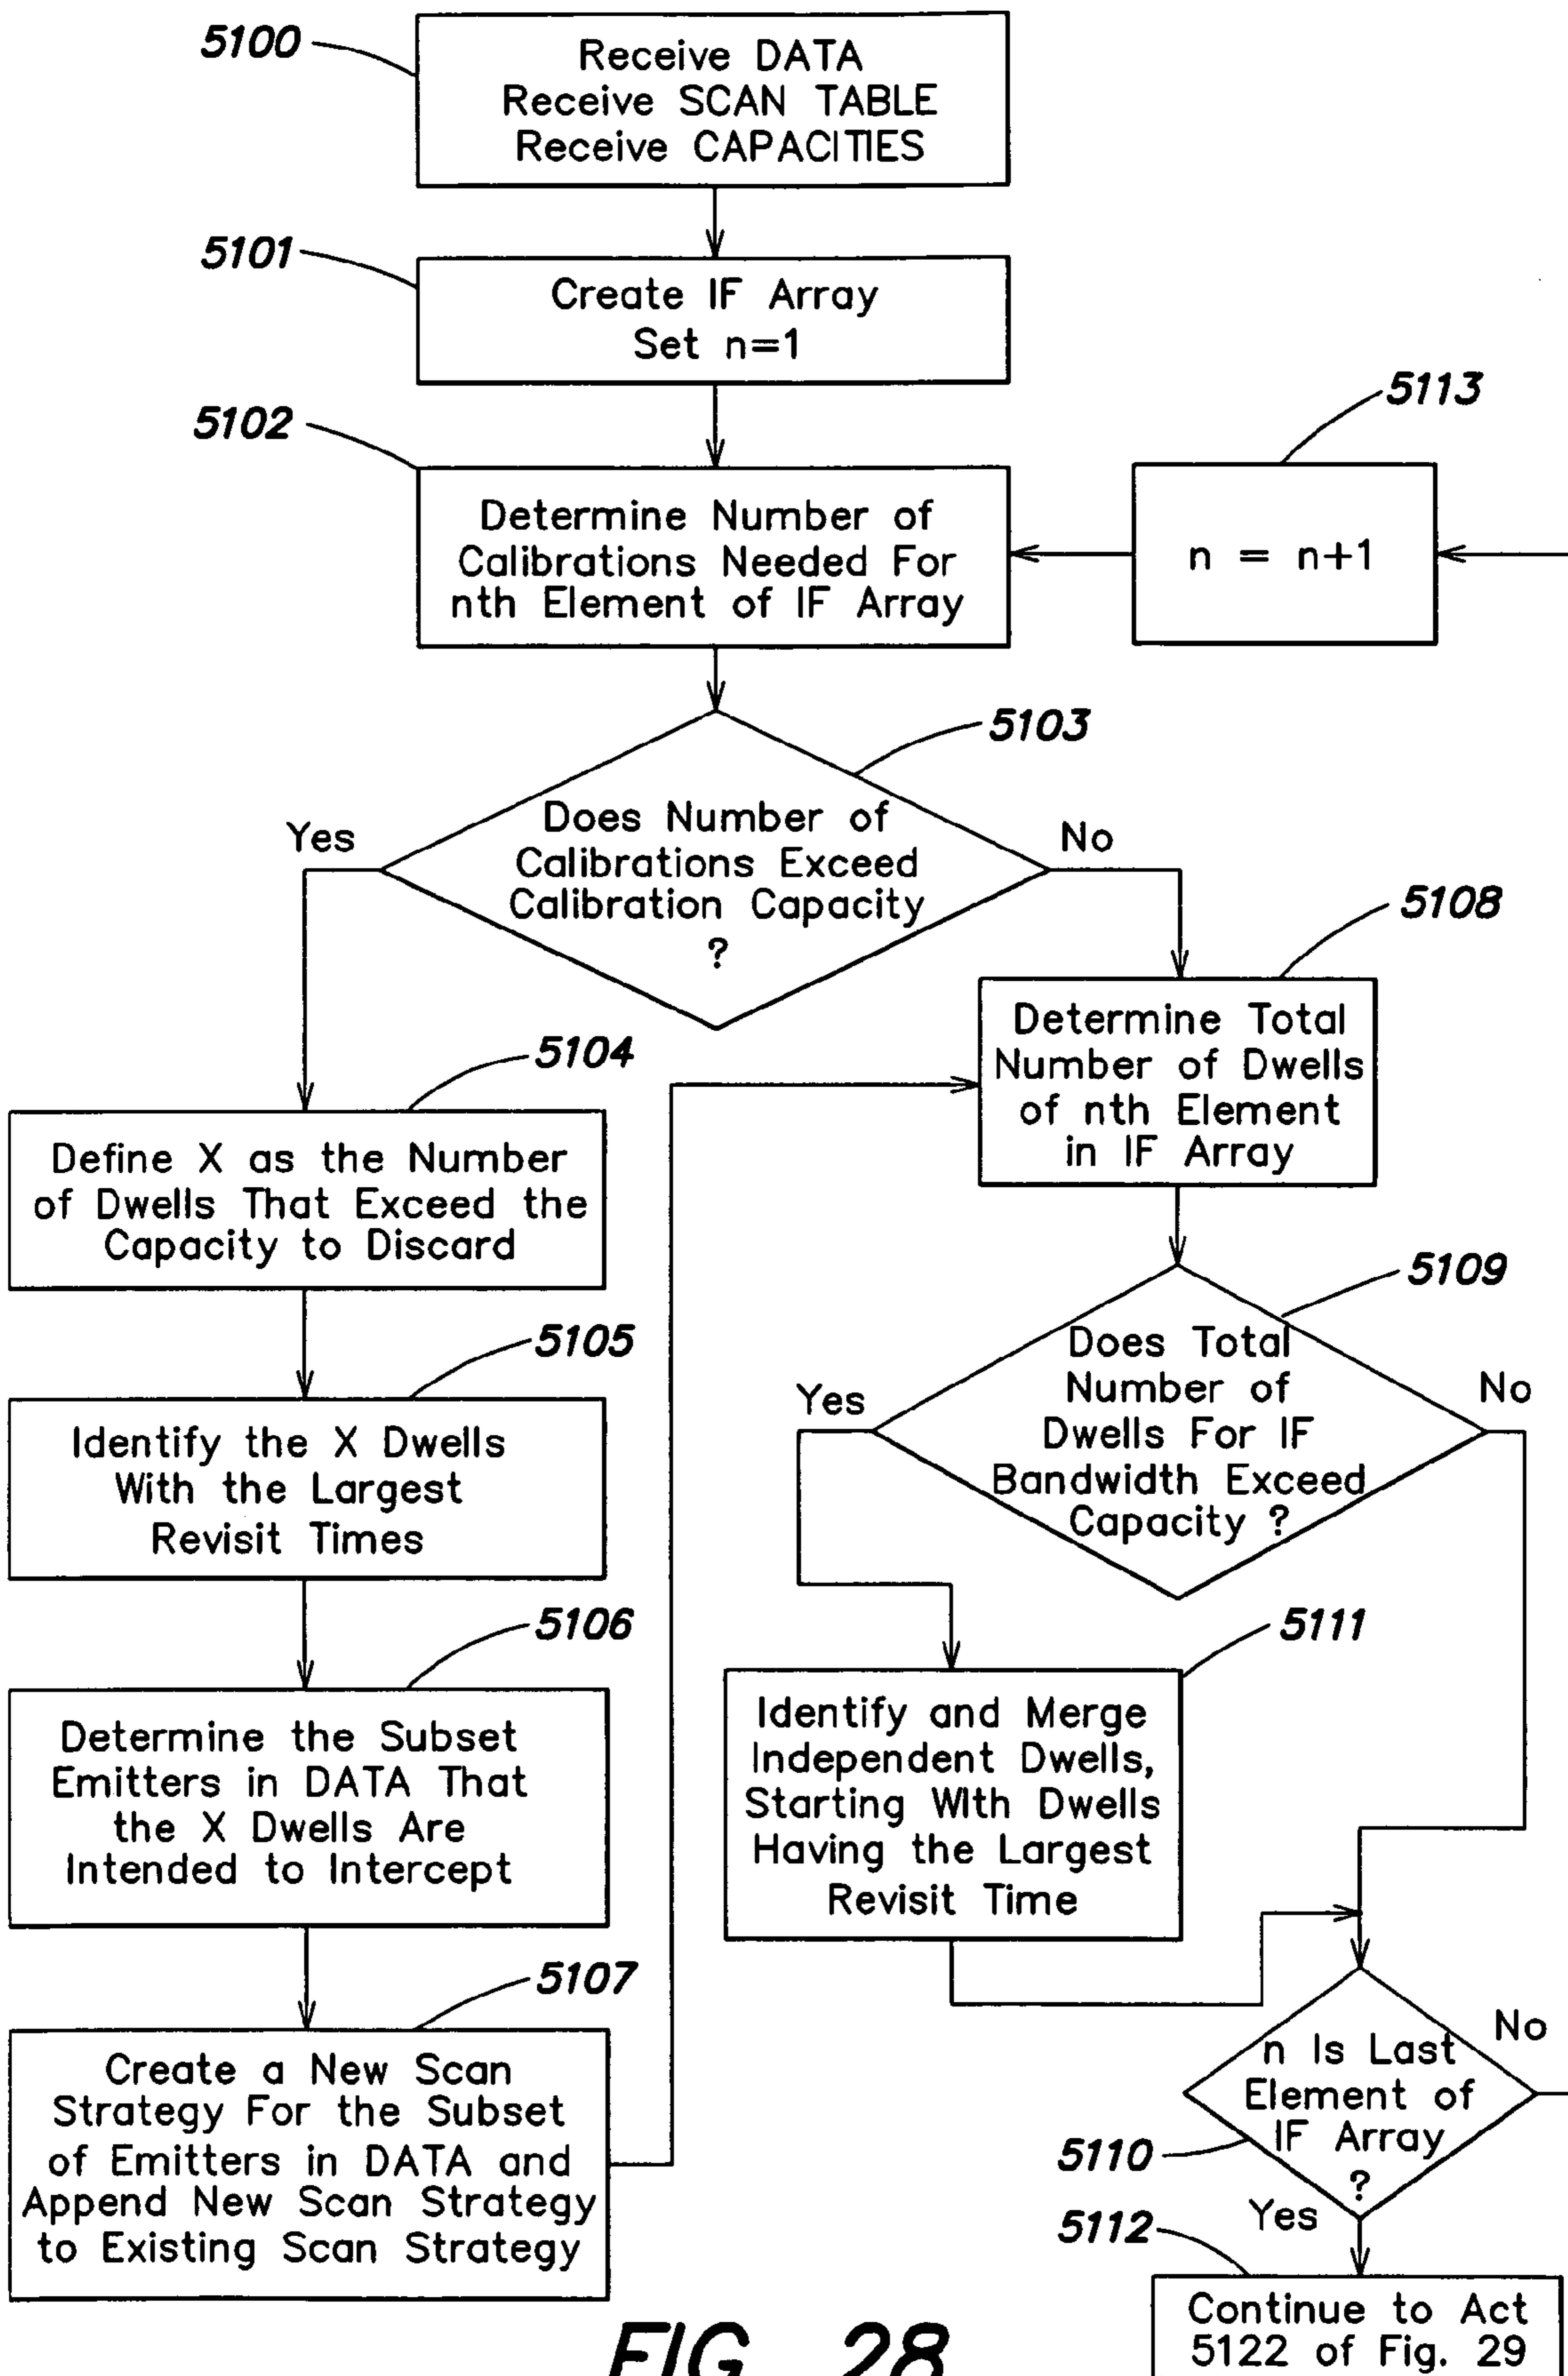 5100
Receive DATA
Receive SCAN TABLE
Receive CAPACITIES
5101
Create IF Array
Set n=1
5102
Determine Number of
Calibrations Needed For
nth Element of IF Array
5113
n = n+1
5103
Does Number of
Calibrations Exceed
Calibration Capacity
?
Yes
No
5104
Define X as the Number
of Dwells That Exceed the
Capacity to Discard
5105
Identify the X Dwells
With the Largest
Revisit Times
5106
Determine the Subset
Emitters in DATA That
the X Dwells Are
Intended to Intercept
5107
Create a New Scan
Strategy For the Subset
of Emitters in DATA and
Append New Scan Strategy
to Existing Scan Strategy
5108
Determine Total
Number of Dwells
of nth Element
in IF Array
5109
Does Total
Number of
Dwells For IF
Bandwidth Exceed
Capacity ?
Yes
No
5111
Identify and Merge
Independent Dwells,
Starting WIth Dwells
Having the Largest
Revisit Time
5110
n Is Last
Element of
IF Array
?
No
Yes
5112
Continue to Act
5122 of Fig. 29
FIG. 28